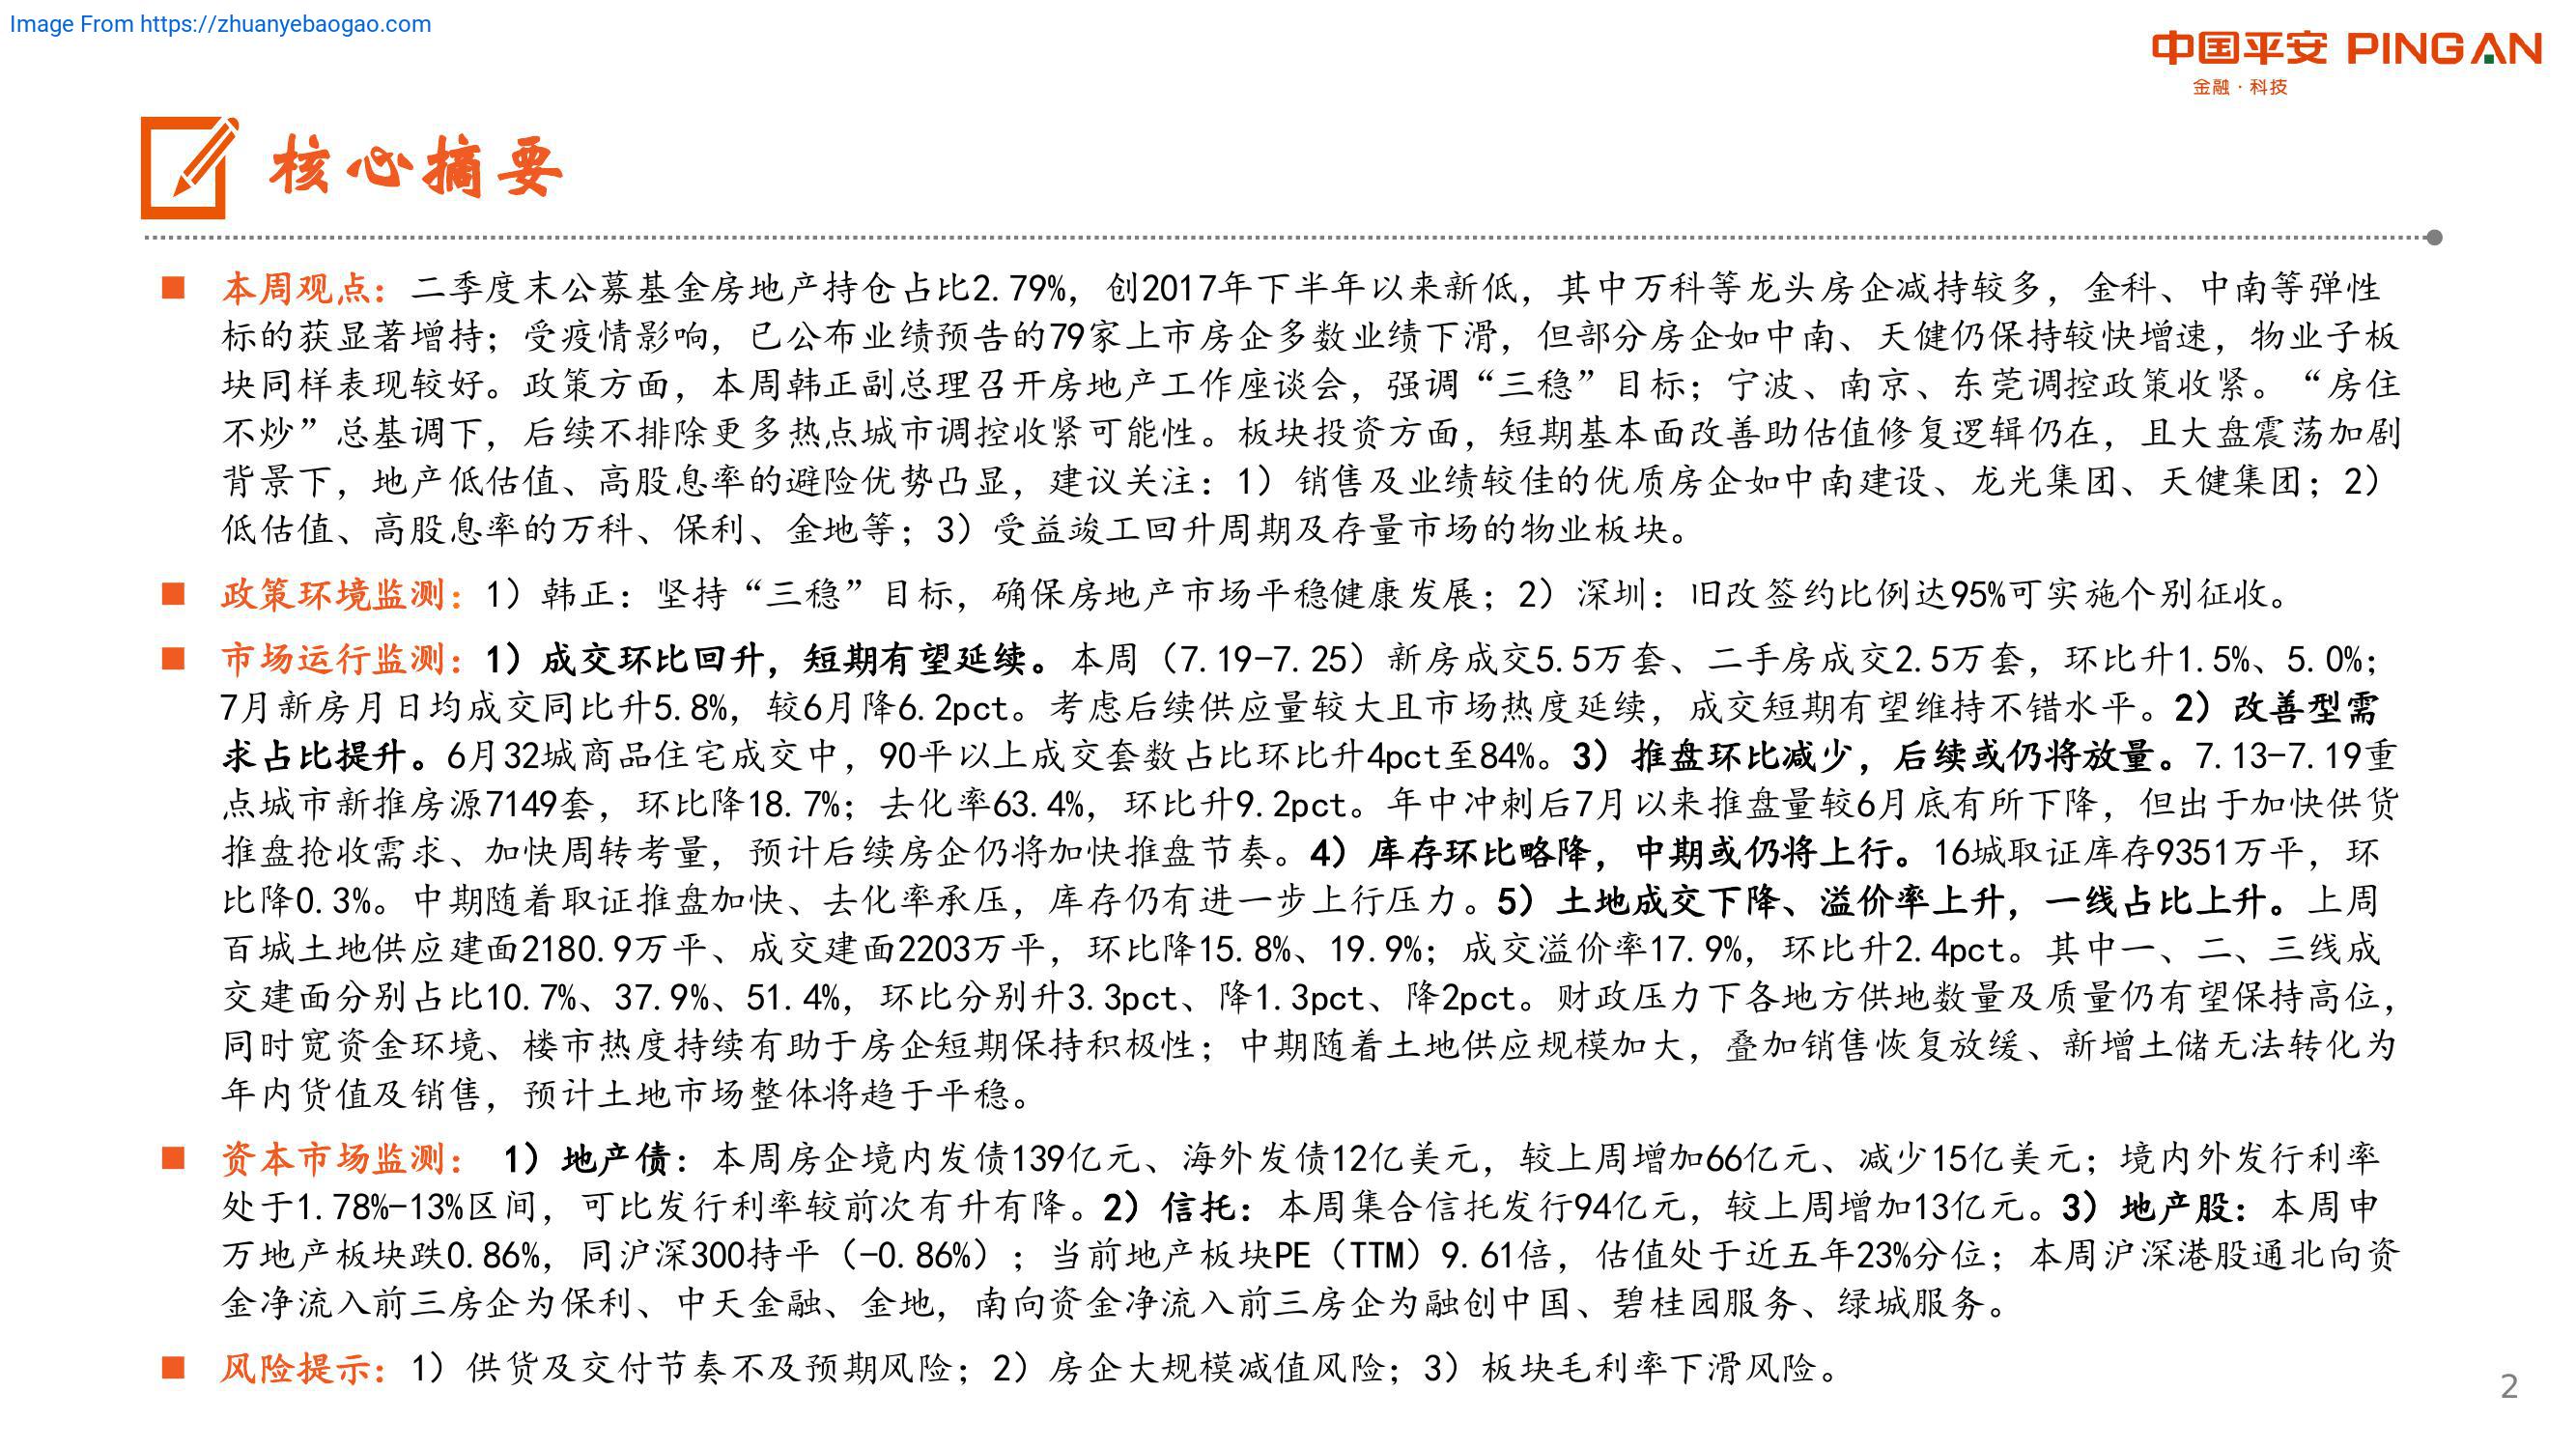 Image From https://zhuanyebaogao.com
中国平安 PINGAN
金融·科技
核心摘要
■ 本周观点：二季度末公募基金房地产持仓占比2.79%，创2017年下半年以来新低，其中万科等龙头房企减持较多，金科、中南等弹性
标的获显著增持；受疫情影响，已公布业绩预告的79家上市房企多数业绩下滑，但部分房企如中南、天健仍保持较快增速，物业子板
块同样表现较好。政策方面，本周韩正副总理召开房地产工作座谈会，强调“三稳”目标；宁波、南京、东莞调控政策收紧。“房住
不炒”总基调下，后续不排除更多热点城市调控收紧可能性。板块投资方面，短期基本面改善助估值修复逻辑仍在，且大盘震荡加剧
背景下，地产低估值、高股息率的避险优势凸显，建议关注：1）销售及业绩较佳的优质房企如中南建设、龙光集团、天健集团；2）
低估值、高股息率的万科、保利、金地等；3）受益竣工回升周期及存量市场的物业板块。
■ 政策环境监测：1）韩正：坚持“三稳”目标，确保房地产市场平稳健康发展；2）深圳：旧改签约比例达95%可实施个别征收。
■ 市场运行监测：1）成交环比回升，短期有望延续。本周（7.19-7.25）新房成交5.5万套、二手房成交2.5万套，环比升1.5%、5.0%；
7月新房月日均成交同比升5.8%，较6月降6.2pct。考虑后续供应量较大且市场热度延续，成交短期有望维持不错水平。2）改善型需
求占比提升。6月32城商品住宅成交中，90平以上成交套数占比环比升4pct至84%。3）推盘环比减少，后续或仍将放量。7.13-7.19重
点城市新推房源7149套，环比降18.7%；去化率63.4%，环比升9.2pct。年中冲刺后7月以来推盘量较6月底有所下降，但出于加快供货
推盘抢收需求、加快周转考量，预计后续房企仍将加快推盘节奏。4）库存环比略降，中期或仍将上行。16城取证库存9351万平，环
比降0.3%。中期随着取证推盘加快、去化率承压，库存仍有进一步上行压力。5）土地成交下降、溢价率上升，一线占比上升。上周
百城土地供应建面2180.9万平、成交建面2203万平，环比降15.8%、19.9%；成交溢价率17.9%，环比升2.4pct。其中一、二、三线成
交建面分别占比10.7%、37.9%、51.4%，环比分别升3.3pct、降1.3pct、降2pct。财政压力下各地方供地数量及质量仍有望保持高位，
同时宽资金环境、楼市热度持续有助于房企短期保持积极性；中期随着土地供应规模加大，叠加销售恢复放缓、新增土储无法转化为
年内货值及销售，预计土地市场整体将趋于平稳。
■ 资本市场监测： 1）地产债：本周房企境内发债139亿元、海外发债12亿美元，较上周增加66亿元、减少15亿美元；境内外发行利率
处于1.78%-13%区间，可比发行利率较前次有升有降。2）信托：本周集合信托发行94亿元，较上周增加13亿元。3）地产股：本周申
万地产板块跌0.86%，同沪深300持平（-0.86%）；当前地产板块PE（TTM）9.61倍，估值处于近五年23%分位；本周沪深港股通北向资
金净流入前三房企为保利、中天金融、金地，南向资金净流入前三房企为融创中国、碧桂园服务、绿城服务。
■ 风险提示：1）供货及交付节奏不及预期风险；2）房企大规模减值风险；3）板块毛利率下滑风险。
2